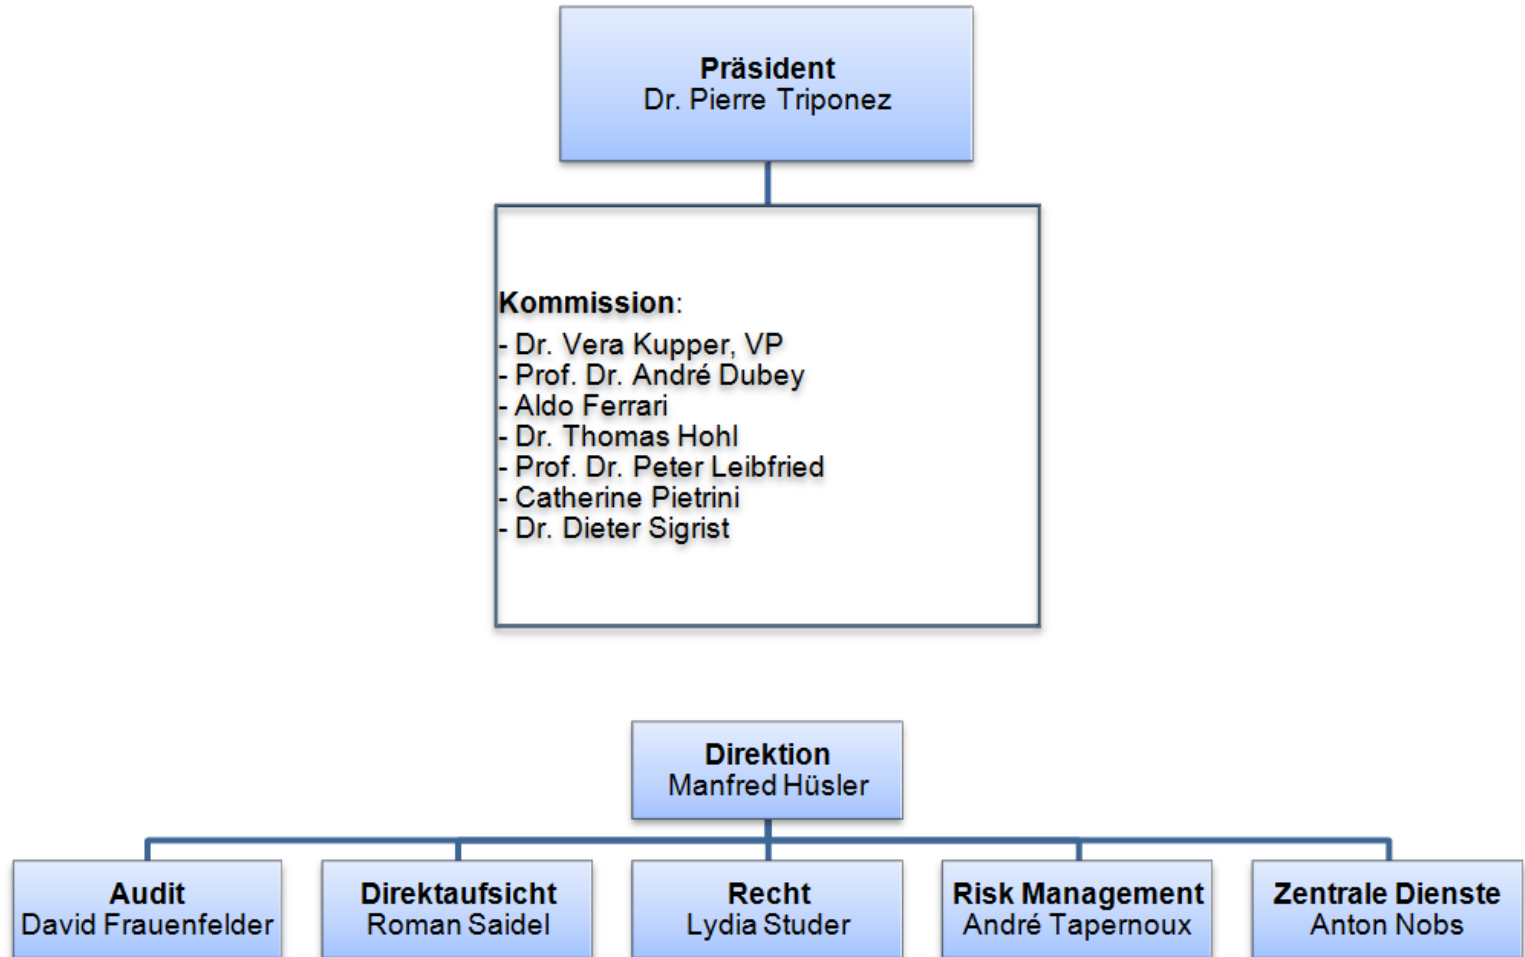 Präsident
Dr. Pierre Triponez
Kommission:
- Dr. Vera Kupper, VP
- Prof. Dr. André Dubey
- Aldo Ferrari
- Dr. Thomas Hohl
- Prof. Dr. Peter Leibfried
- Catherine Pietrini
- Dr. Dieter Sigrist
Direktion
Manfred Hüsler
Audit
David Frauenfelder
Direktaufsicht
Roman Saidel
Recht
Lydia Studer
Risk Management
André Tapernoux
Zentrale Dienste
Anton Nobs